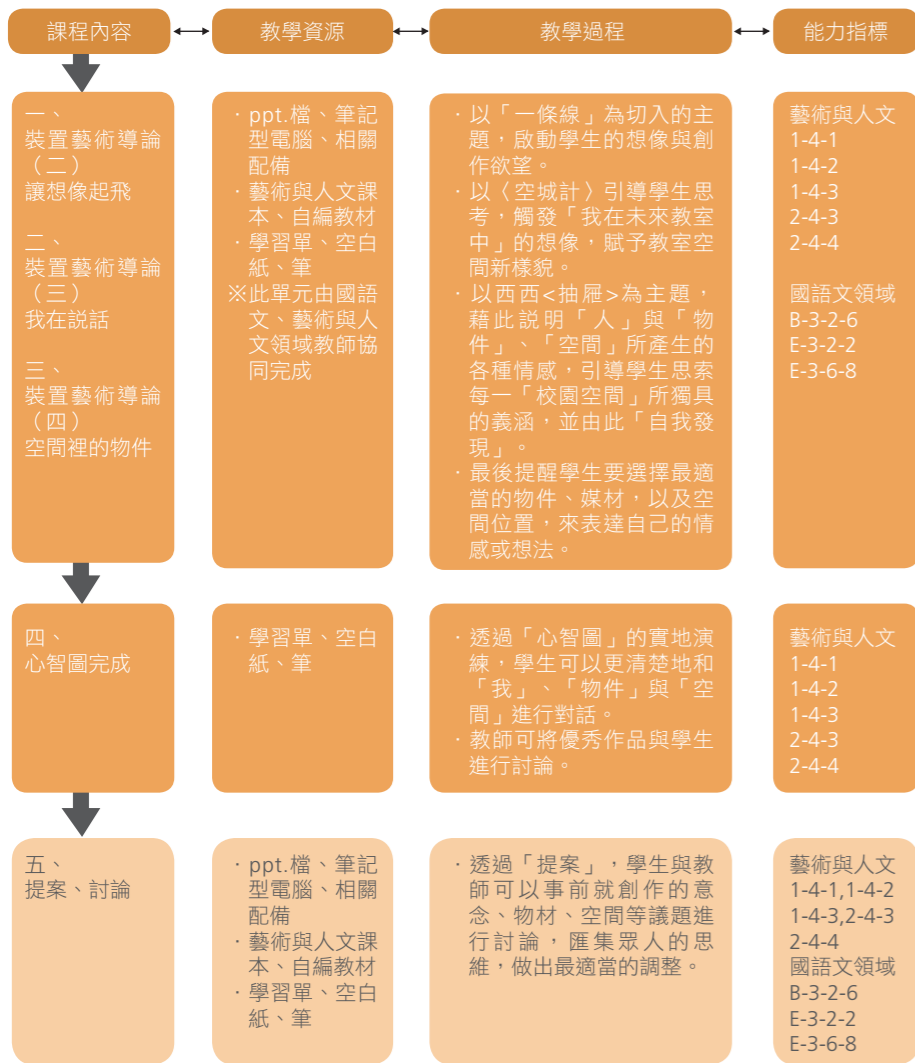 課程內容
教學資源
教學過程
能力指標
一、
裝置藝術導論
（二）
讓想像起飛
二、
裝置藝術導論
（三）
我在說話
三、
裝置藝術導論
（四）
空間裡的物件
· ppt.檔、筆記
型電腦、相關
配備
· 藝術與人文課
本、自編教材
· 學習單、空白
紙、筆
※此單元由國語
文、藝術與人
文領域教師協
同完成
· 以「一條線」為切入的主
題，啟動學生的想像與創
作欲望。
· 以〈空城計〉引導學生思
考，觸發「我在未來教室
中」的想像，賦予教室空
間新樣貌。
· 以西西<抽屜>為主題，
藉此說明「人」與「物
件」、「空間」所產生的
各種情感，引導學生思索
每一「校園空間」所獨具
的義涵，並由此「自我發
現」。
· 最後提醒學生要選擇最適
當的物件、媒材，以及空
間位置，來表達自己的情
感或想法。
藝術與人文
1-4-1
1-4-2
1-4-3
2-4-3
2-4-4
國語文領域
B-3-2-6
E-3-2-2
E-3-6-8
四、
心智圖完成
· 學習單、空白
紙、筆
· 透過「心智圖」的實地演
練，學生可以更清楚地和
「我」、「物件」與「空
間」進行對話。
· 教師可將優秀作品與學生
進行討論。
藝術與人文
1-4-1
1-4-2
1-4-3
2-4-3
2-4-4
五、
提案、討論
· ppt.檔、筆記
型電腦、相關
配備
· 藝術與人文課
本、自編教材
· 學習單、空白
紙、筆
· 透過「提案」，學生與教
師可以事前就創作的意
念、物材、空間等議題進
行討論，匯集眾人的思
維，做出最適當的調整。
藝術與人文
1-4-1,1-4-2
1-4-3,2-4-3
2-4-4
國語文領域
B-3-2-6
E-3-2-2
E-3-6-8